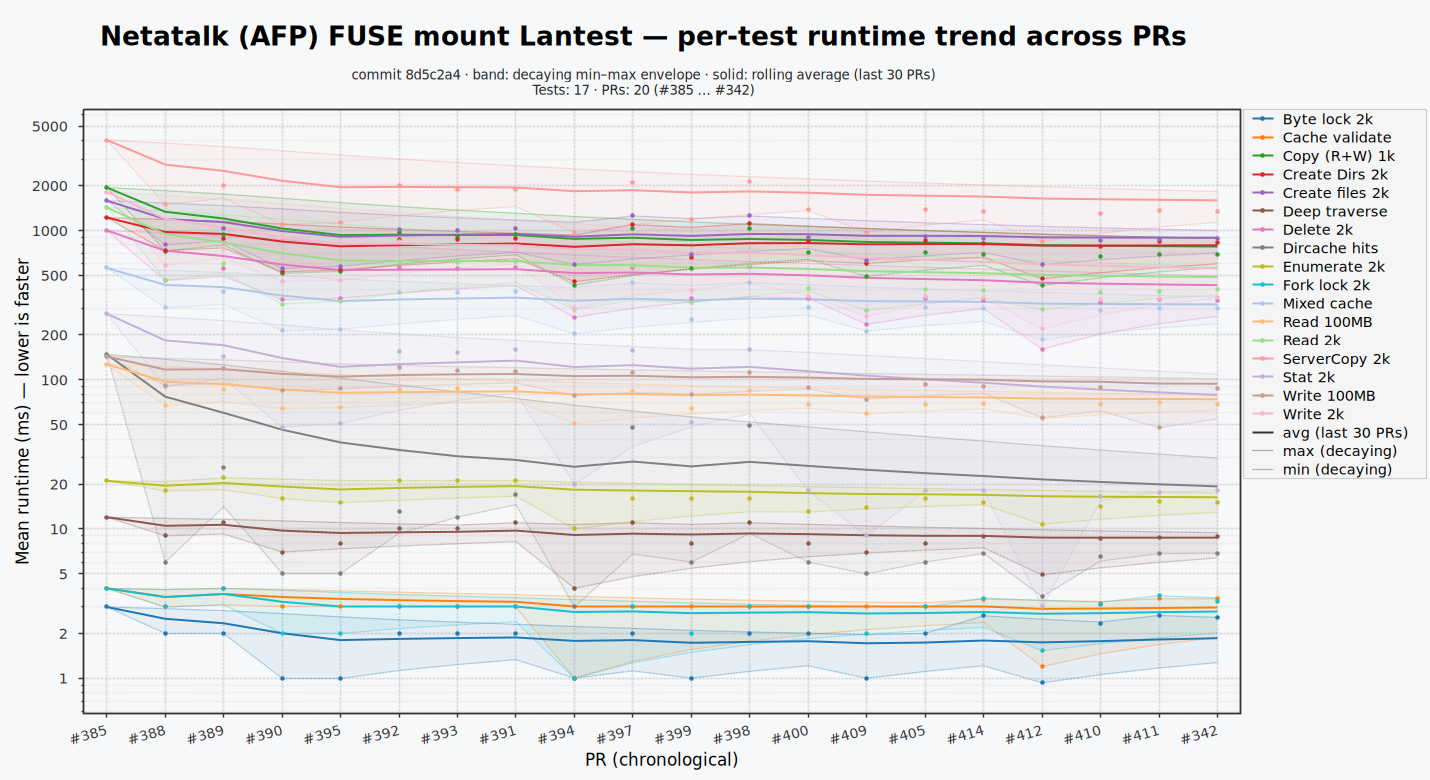 Netatalk (AFP) FUSE mount Lantest — per-test runtime trend across PRs
commit 8d5c2a4 · band: decaying min–max envelope · solid: rolling average (last 30 PRs)
Tests: 17 · PRs: 20 (#385 ... #342)
Mean runtime (ms) — lower is faster
5000
2000
1000
500
200
100
50
20
10
5
2
1
#385
#388
#389
#390
#395
#392
#393
#391
#394
#397
#399
#398
#400
#409
#405
#414
#412
#410
#411
#342
PR (chronological)
Byte lock 2k
Cache validate
Copy (R+W) 1k
Create Dirs 2k
Create files 2k
Deep traverse
Delete 2k
Dircache hits
Enumerate 2k
Fork lock 2k
Mixed cache
Read 100MB
Read 2k
ServerCopy 2k
Stat 2k
Write 100MB
Write 2k
avg (last 30 PRs)
max (decaying)
min (decaying)